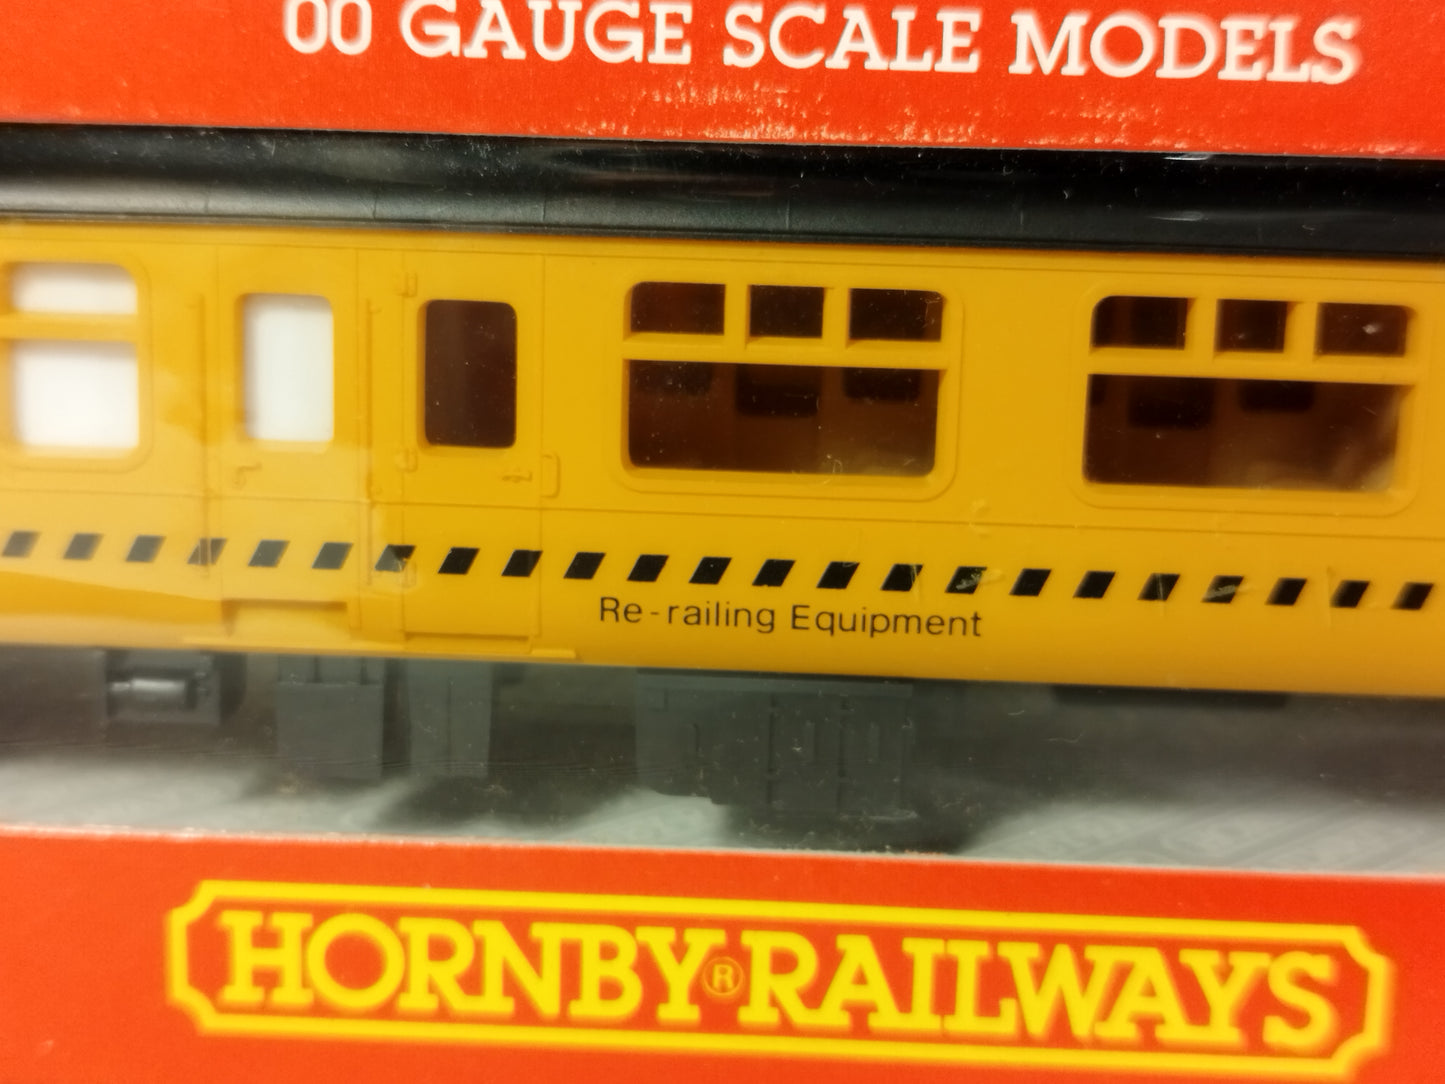 00 GAUGE SCALE MODELS
Re-railing Equipment
HORNBY® RAILWAYS